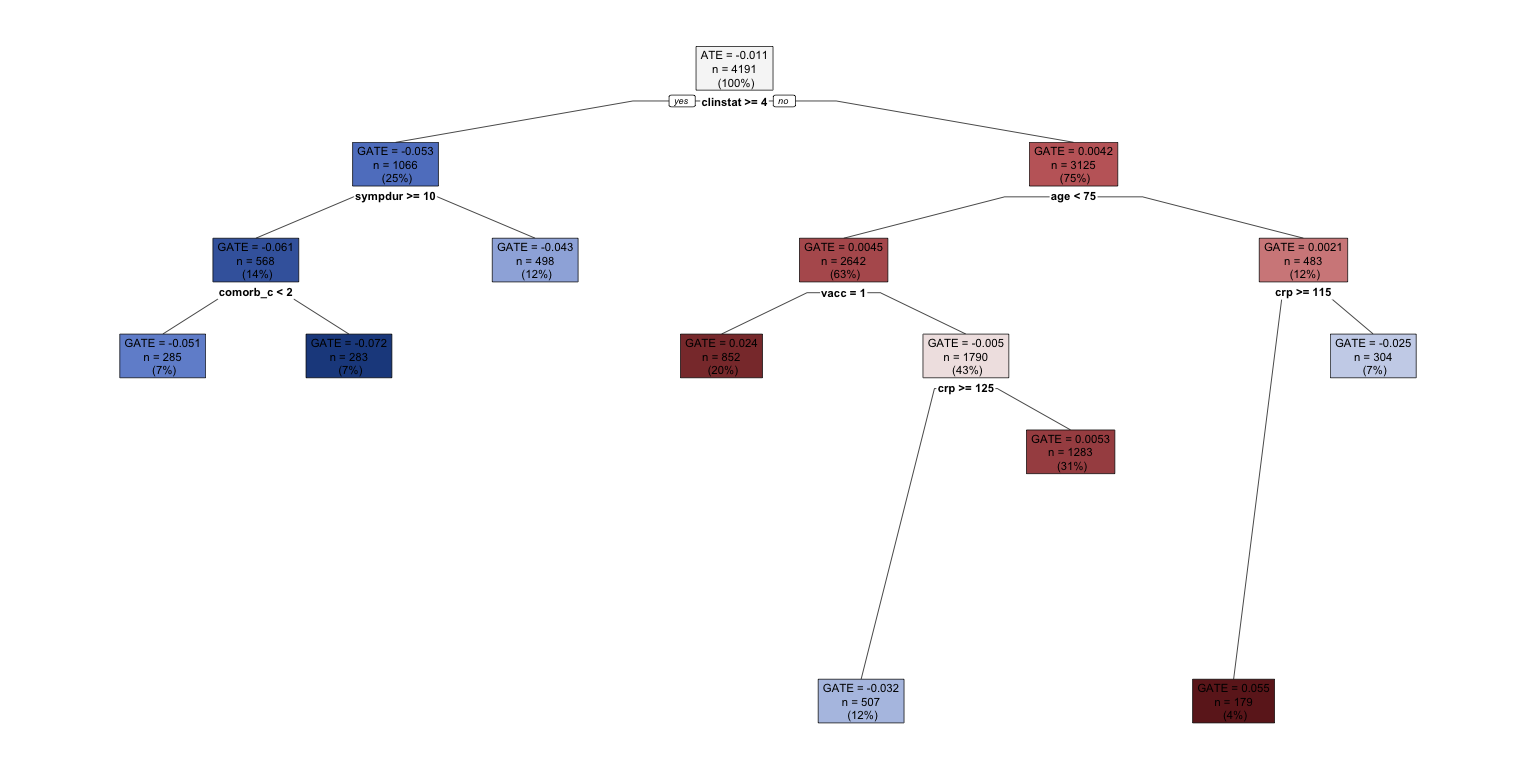 ATE = -0.011
n = 4191
(100%)
yes clinstat >= 4 no
GATE = -0.053
n = 1066
(25%)
sympdur >= 10
GATE = 0.0042
n = 3125
(75%)
age < 75
GATE = -0.061
n = 568
(14%)
comorb_c < 2
GATE = -0.043
n = 498
(12%)
GATE = 0.0045
n = 2642
(63%)
vacc = 1
GATE = 0.0021
n = 483
(12%)
crp >= 115
GATE = -0.051
n = 285
(7%)
GATE = -0.072
n = 283
(7%)
GATE = 0.024
n = 852
(20%)
GATE = -0.005
n = 1790
(43%)
crp >= 125
GATE = -0.025
n = 304
(7%)
GATE = 0.0053
n = 1283
(31%)
GATE = -0.032
n = 507
(12%)
GATE = 0.055
n = 179
(4%)